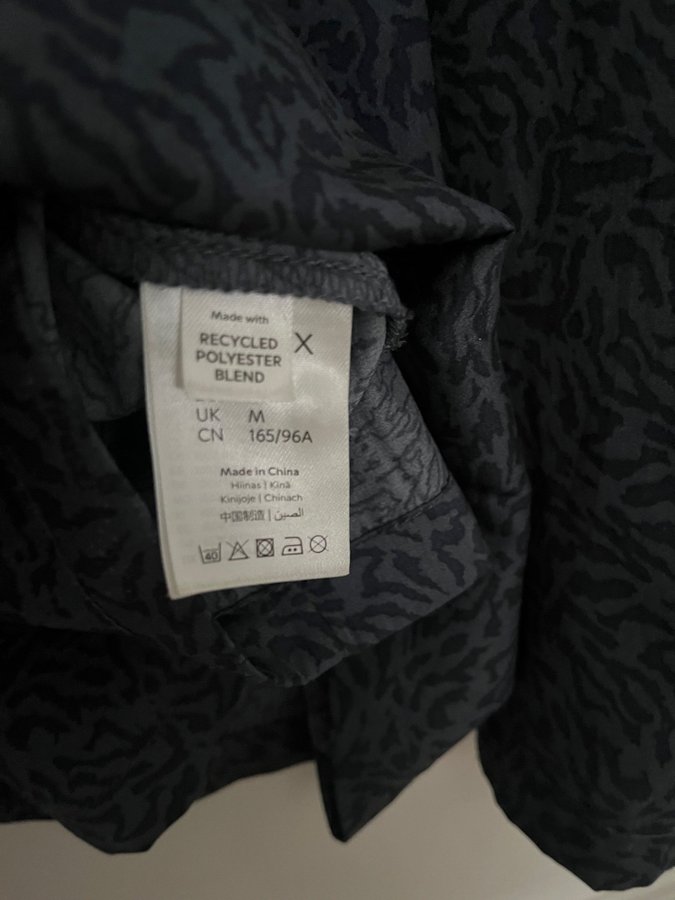 Made with
RECYCLED
POLYESTER
BLEND
X
UK M
CN 165/96A
Made in China
Hiinas | Kína
Kinijoje | Chinach
中国制造 | الصين
40